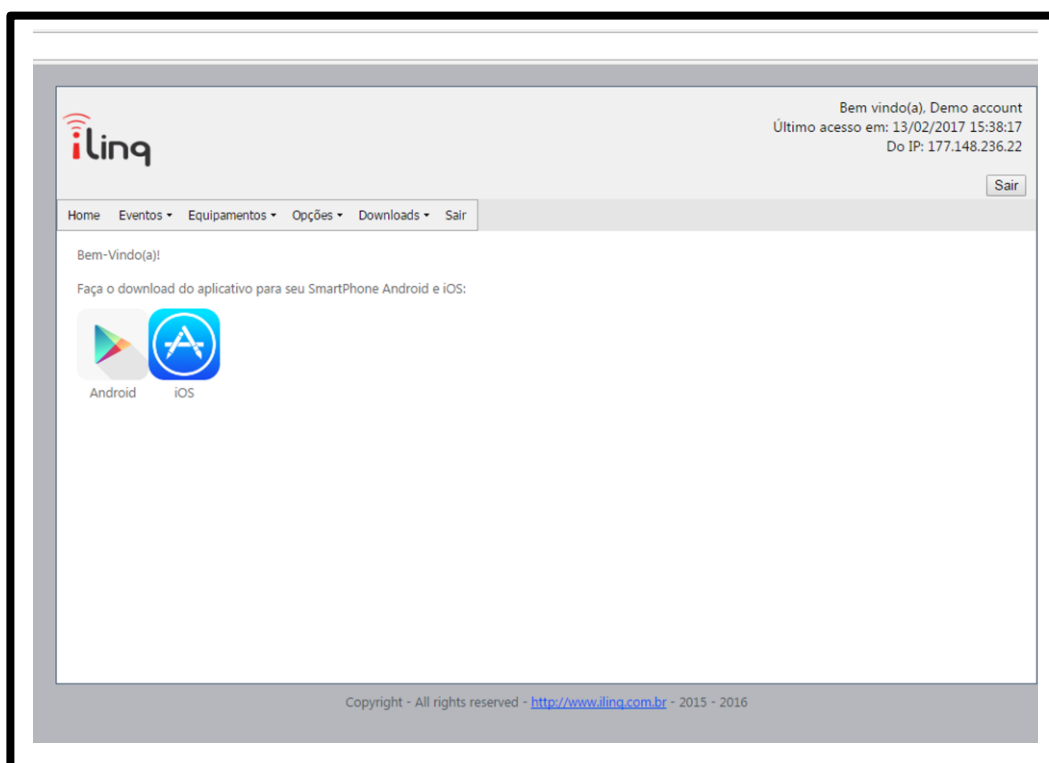 ilinq
Bem vindo(a), Demo account
Último acesso em: 13/02/2017 15:38:17
Do IP: 177.148.236.22
Sair
Home Eventos Equipamentos Opções Downloads Sair
Bem-Vindo(a)!
Faça o download do aplicativo para seu SmartPhone Android e iOS:
Android iOS
Copyright - All rights reserved - http://www.ilinq.com.br - 2015 - 2016